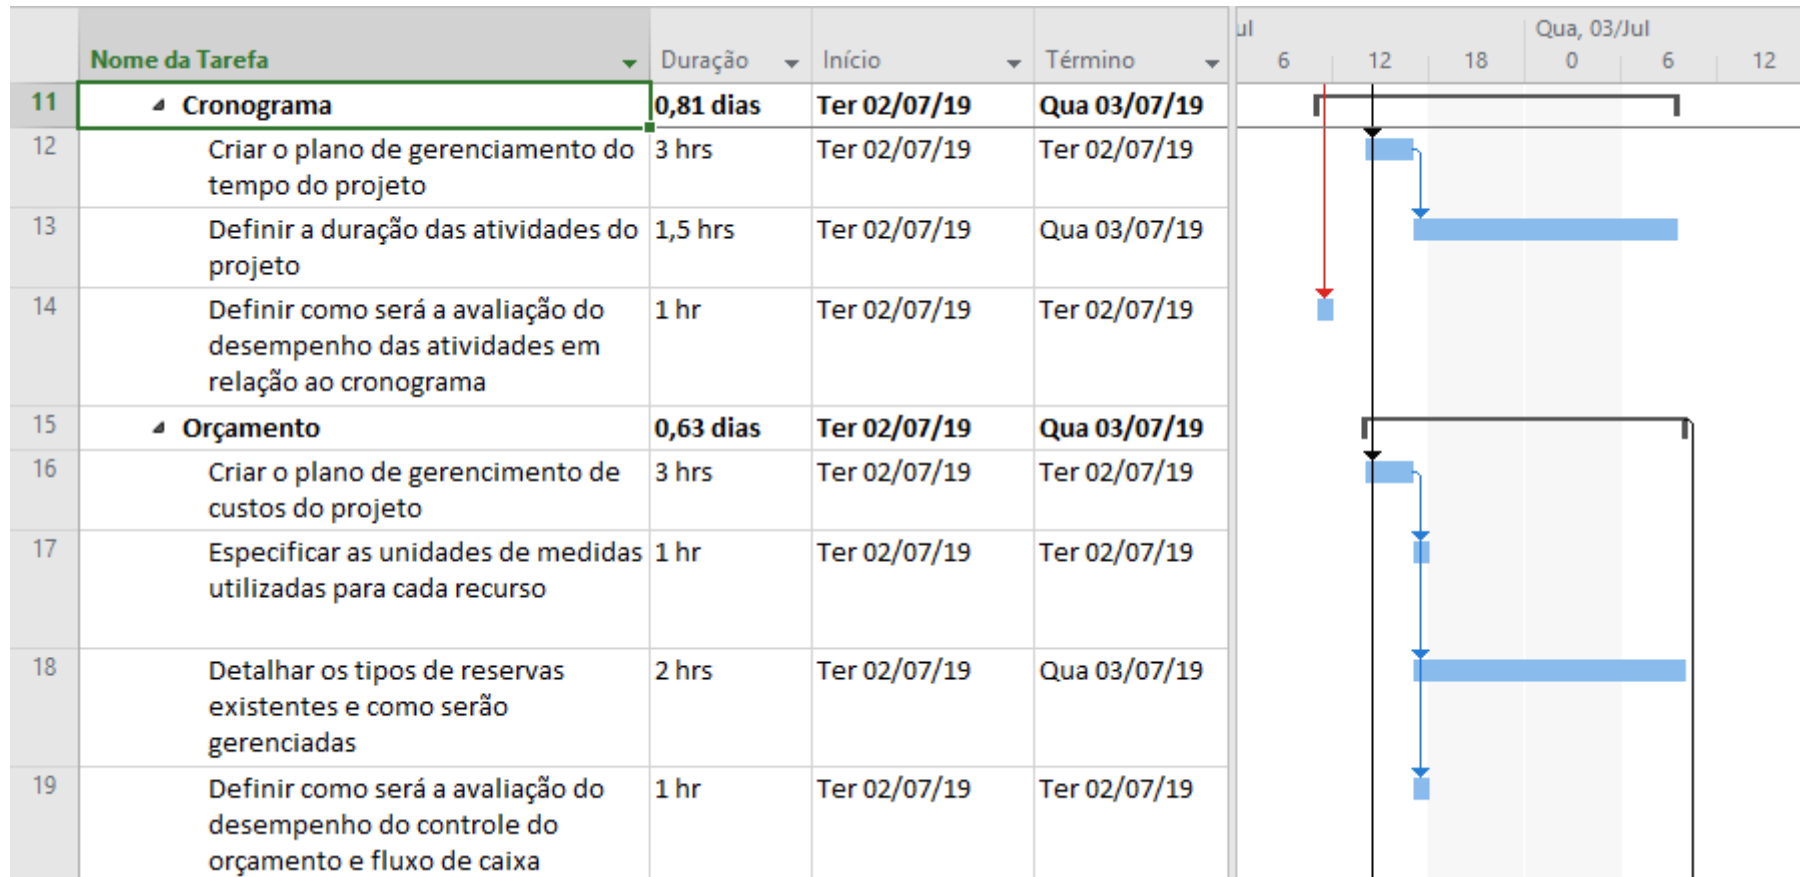 ul Qua, 03/Jul
Nome da Tarefa Duração Início Término 6 12 18 0 6 12
11 Cronograma 0,81 dias Ter 02/07/19 Qua 03/07/19
12 Criar o plano de gerenciamento do 3 hrs Ter 02/07/19 Ter 02/07/19
tempo do projeto
13 Definir a duração das atividades do 1,5 hrs Ter 02/07/19 Qua 03/07/19
projeto
14 Definir como será a avaliação do 1 hr Ter 02/07/19 Ter 02/07/19
desempenho das atividades em
relação ao cronograma
15 Orçamento 0,63 dias Ter 02/07/19 Qua 03/07/19
16 Criar o plano de gerencimento de 3 hrs Ter 02/07/19 Ter 02/07/19
custos do projeto
17 Especificar as unidades de medidas 1 hr Ter 02/07/19 Ter 02/07/19
utilizadas para cada recurso
18 Detalhar os tipos de reservas 2 hrs Ter 02/07/19 Qua 03/07/19
existentes e como serão
gerenciadas
19 Definir como será a avaliação do 1 hr Ter 02/07/19 Ter 02/07/19
desempenho do controle do
orçamento e fluxo de caixa